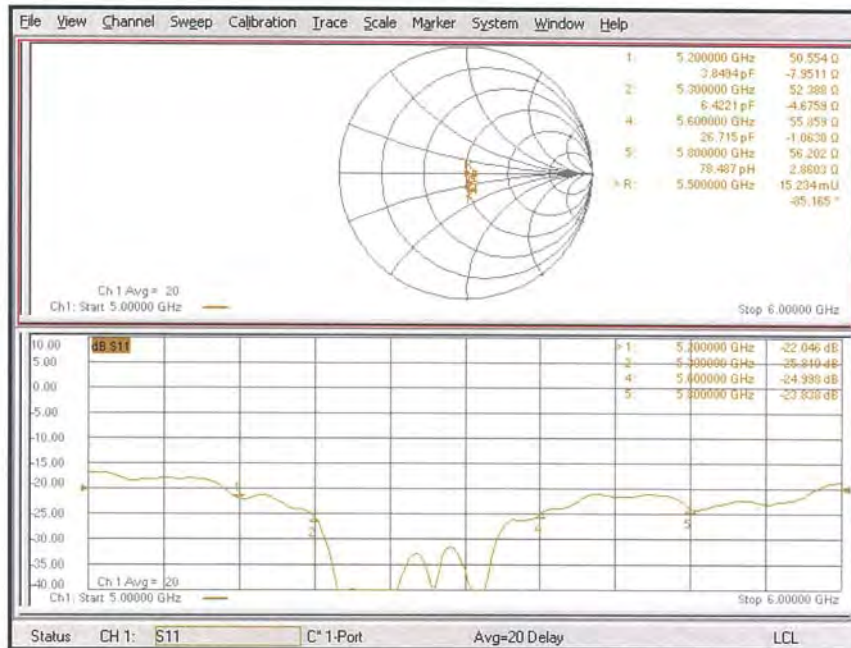 File View Channel Sweep Calibration Trace Scale Marker System Window Help
1: 5.200000 GHz 50.554 Ω
3.8494 pF -7.9511 Ω
2: 5.300000 GHz 52.388 Ω
6.4221 pF -4.6759 Ω
4: 5.600000 GHz 55.859 Ω
26.715 pF -1.0638 Ω
5: 5.800000 GHz 56.202 Ω
78.487 pH 2.8603 Ω
> R: 5.500000 GHz 15.234 mU
-85.165 °
Ch 1 Avg = 20
Ch1: Start 5.00000 GHz
Stop 6.00000 GHz
10.00
dB S11
> 1: 5.200000 GHz -22.046 dB
5.00
2: 5.300000 GHz -25.810 dB
4: 5.600000 GHz -24.998 dB
0.00
5: 5.800000 GHz -23.838 dB
-5.00
-10.00
-15.00
-20.00
1
-25.00
2 4 5
-30.00
-35.00
-40.00
Ch 1 Avg = 20
Ch1: Start 5.00000 GHz
Stop 6.00000 GHz
Status CH 1: S11 C* 1-Port Avg=20 Delay LCL